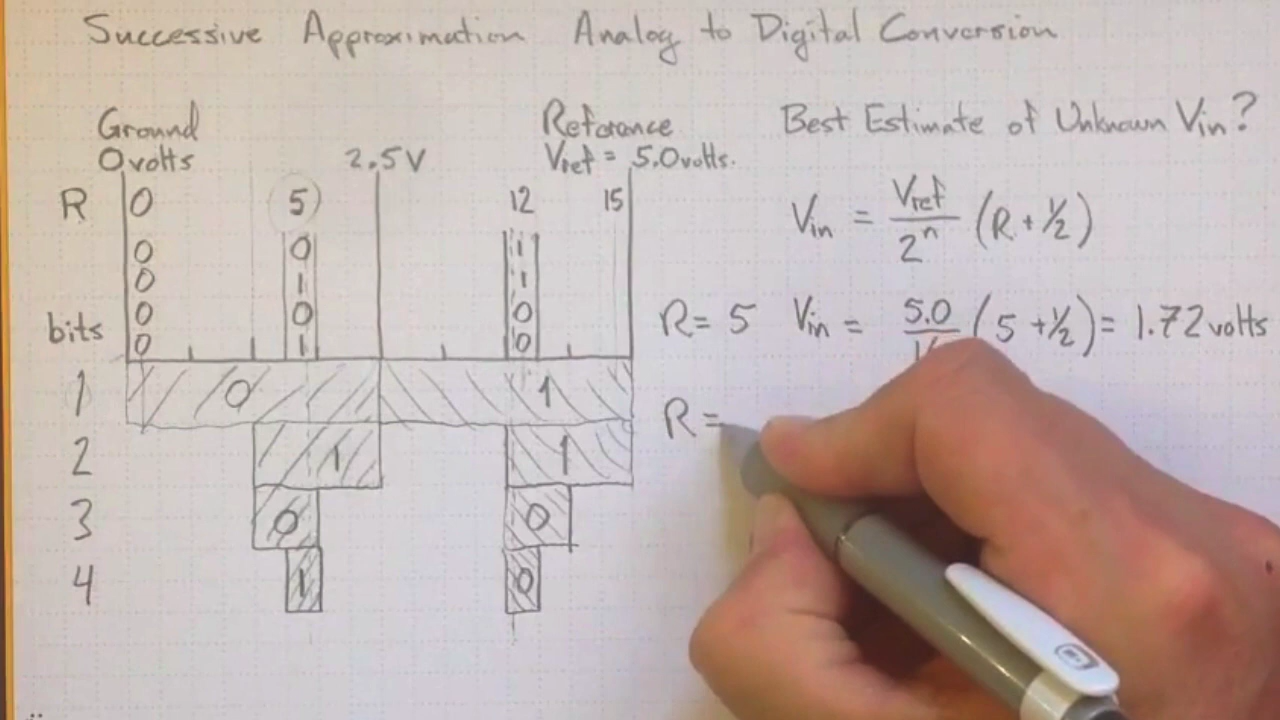 Successive Approximation Analog to Digital Conversion
Ground
0 volts
2.5V
Reference
Vref = 5.0 volts.
Best Estimate of Unknown Vin?
R 0 5 12 15
Vin = Vref/2ⁿ (R + 1/2)
0 0 1
0 1 1
0 0 0
bits 0 1 0
R = 5 Vin = 5.0 (5 + 1/2) = 1.72 volts
1 0 1
R =
2 1 1
3 0 0
4 1 0